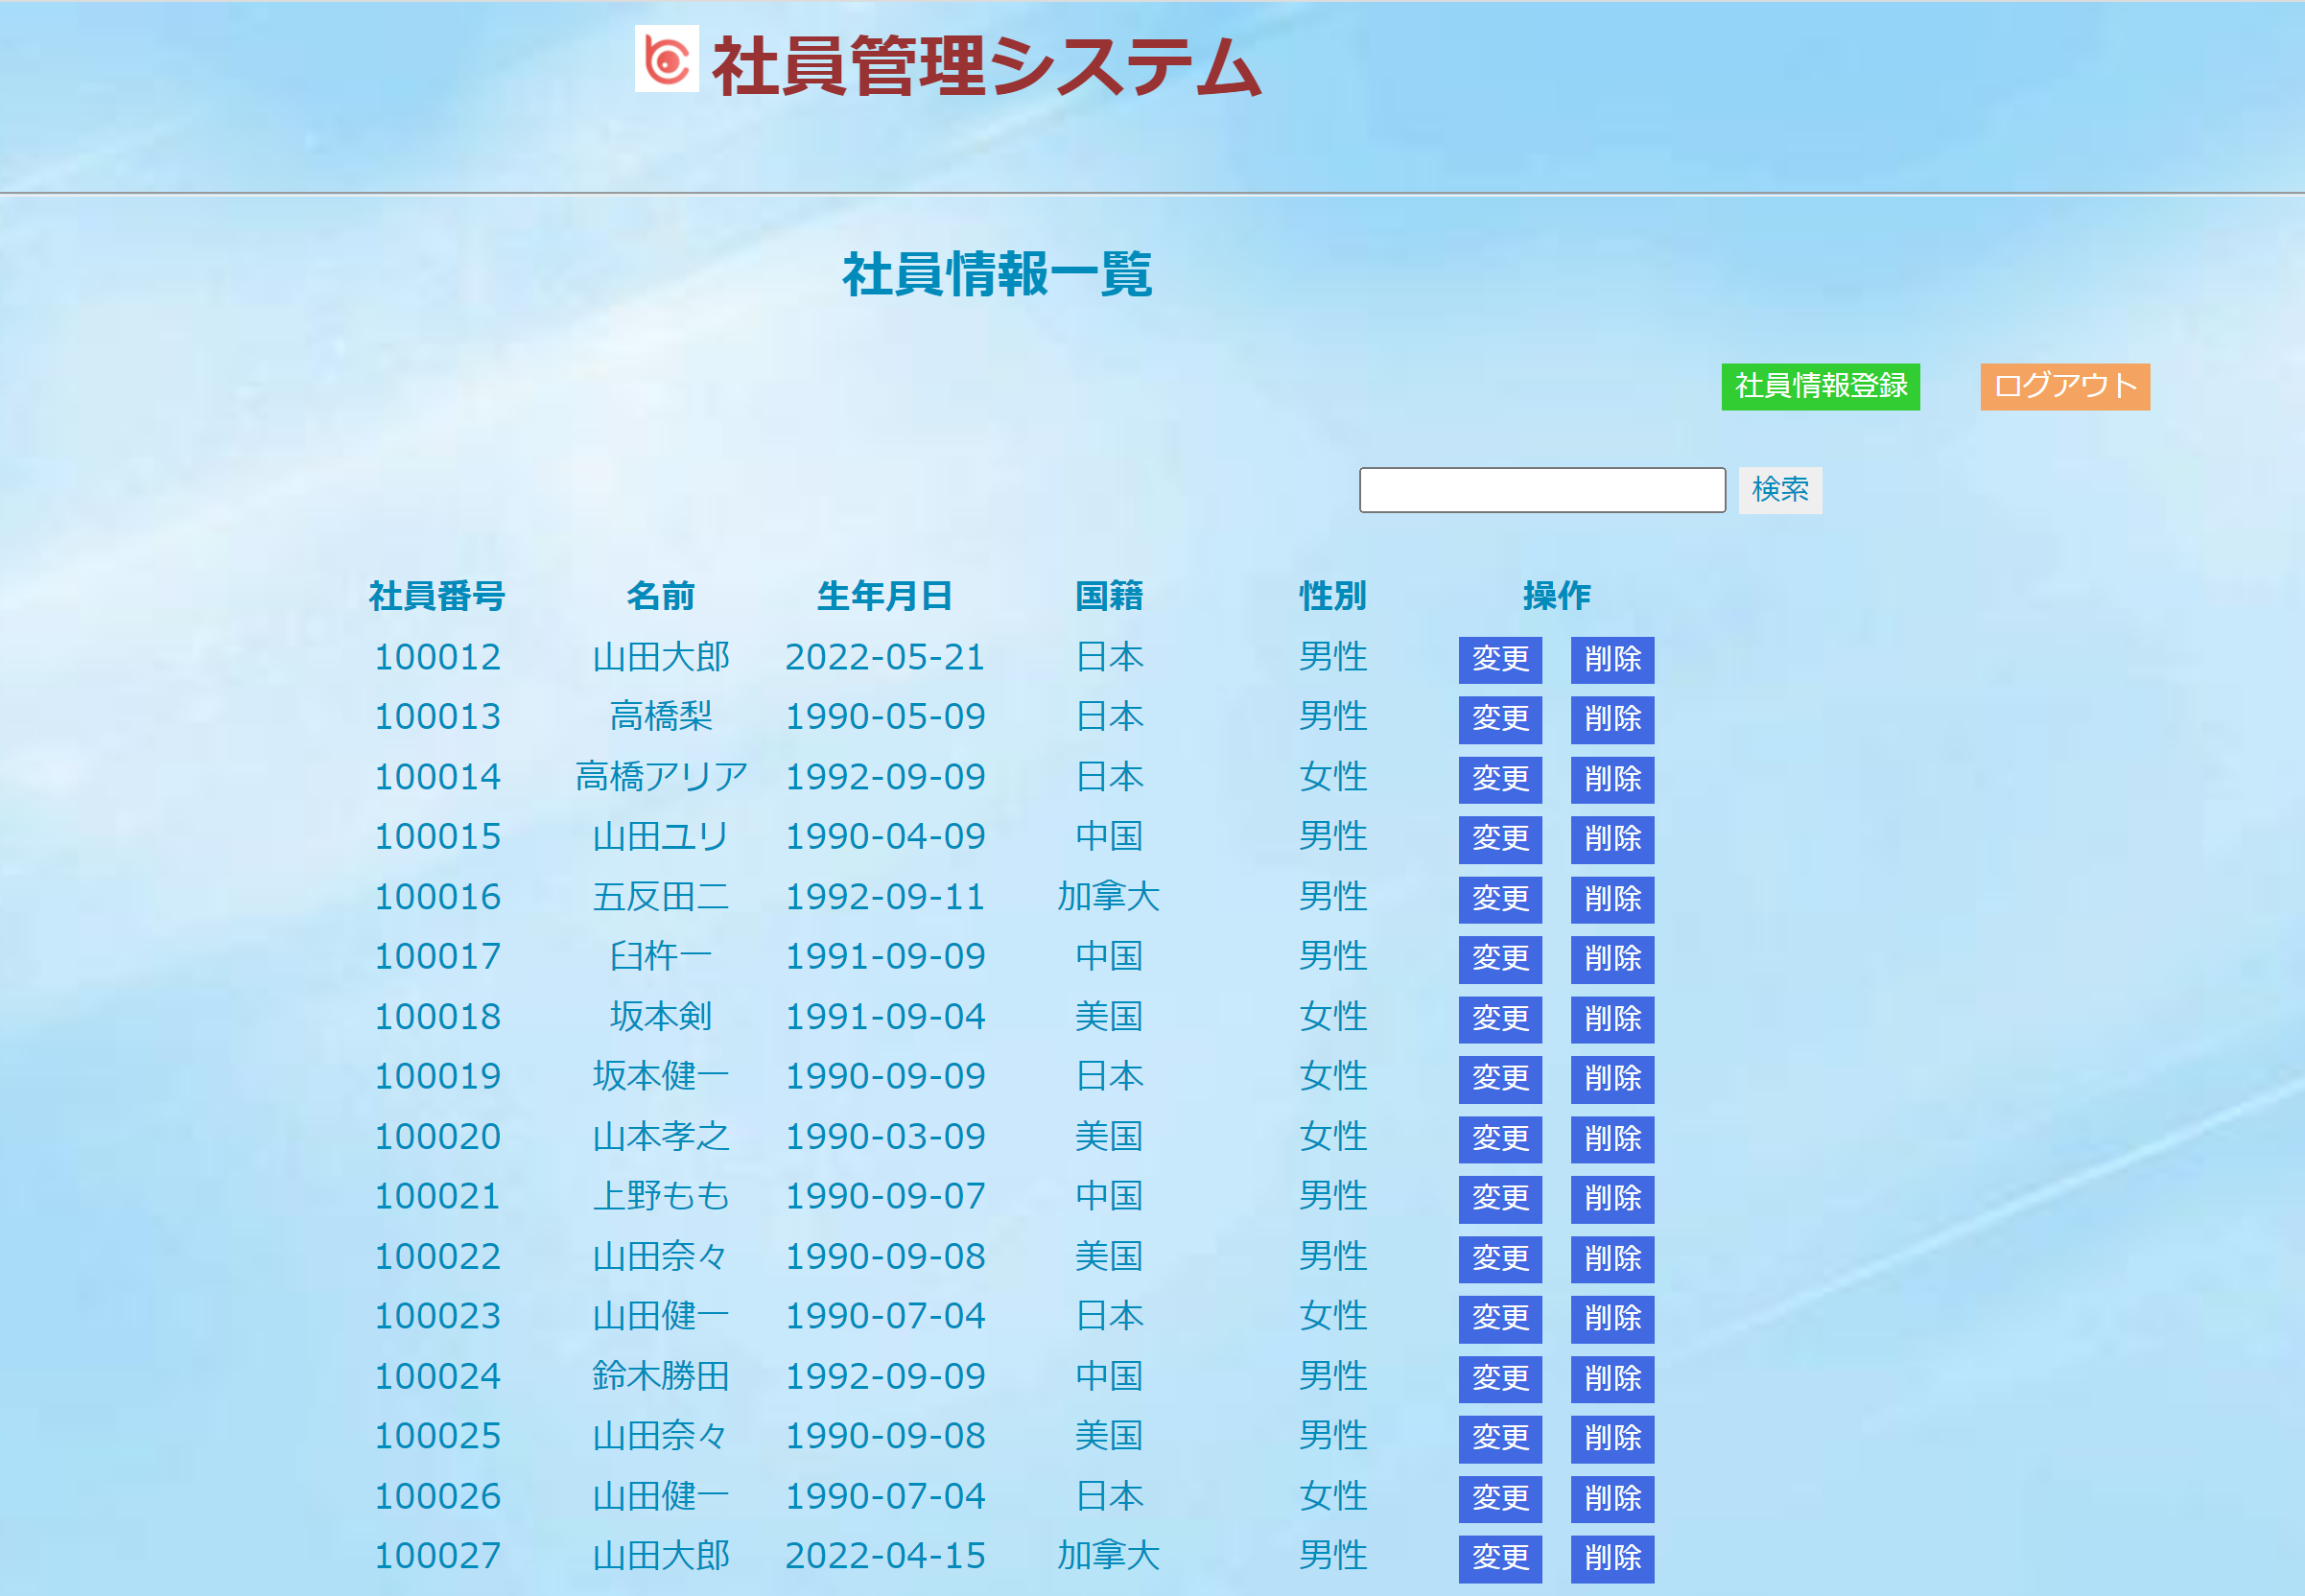 社員管理システム
社員情報一覧
社員情報登録 ログアウト
検索
社員番号 名前 生年月日 国籍 性別 操作
100012 山田大郎 2022-05-21 日本 男性 変更 削除
100013 高橋梨 1990-05-09 日本 男性 変更 削除
100014 高橋アリア 1992-09-09 日本 女性 変更 削除
100015 山田ユリ 1990-04-09 中国 男性 変更 削除
100016 五反田二 1992-09-11 加拿大 男性 変更 削除
100017 臼杵一 1991-09-09 中国 男性 変更 削除
100018 坂本剣 1991-09-04 美国 女性 変更 削除
100019 坂本健一 1990-09-09 日本 女性 変更 削除
100020 山本孝之 1990-03-09 美国 女性 変更 削除
100021 上野もも 1990-09-07 中国 男性 変更 削除
100022 山田奈々 1990-09-08 美国 男性 変更 削除
100023 山田健一 1990-07-04 日本 女性 変更 削除
100024 鈴木勝田 1992-09-09 中国 男性 変更 削除
100025 山田奈々 1990-09-08 美国 男性 変更 削除
100026 山田健一 1990-07-04 日本 女性 変更 削除
100027 山田大郎 2022-04-15 加拿大 男性 変更 削除